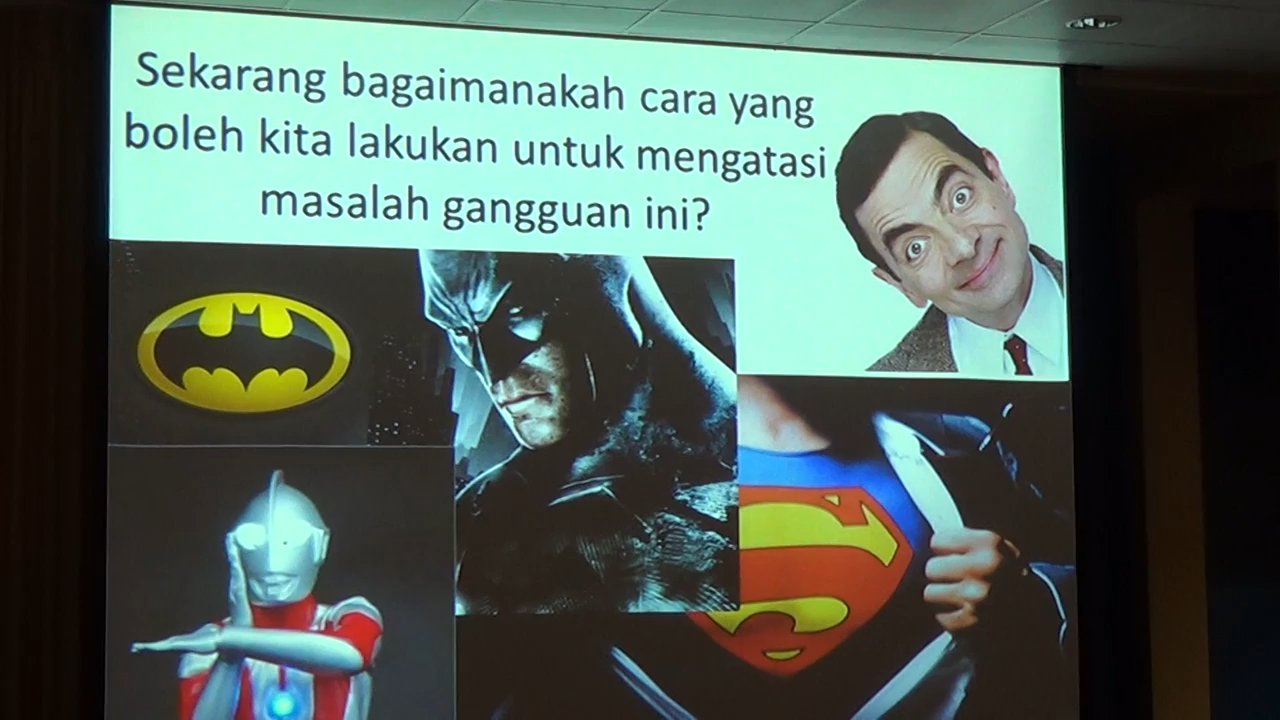 Sekarang bagaimanakah cara yang
boleh kita lakukan untuk mengatasi
masalah gangguan ini?